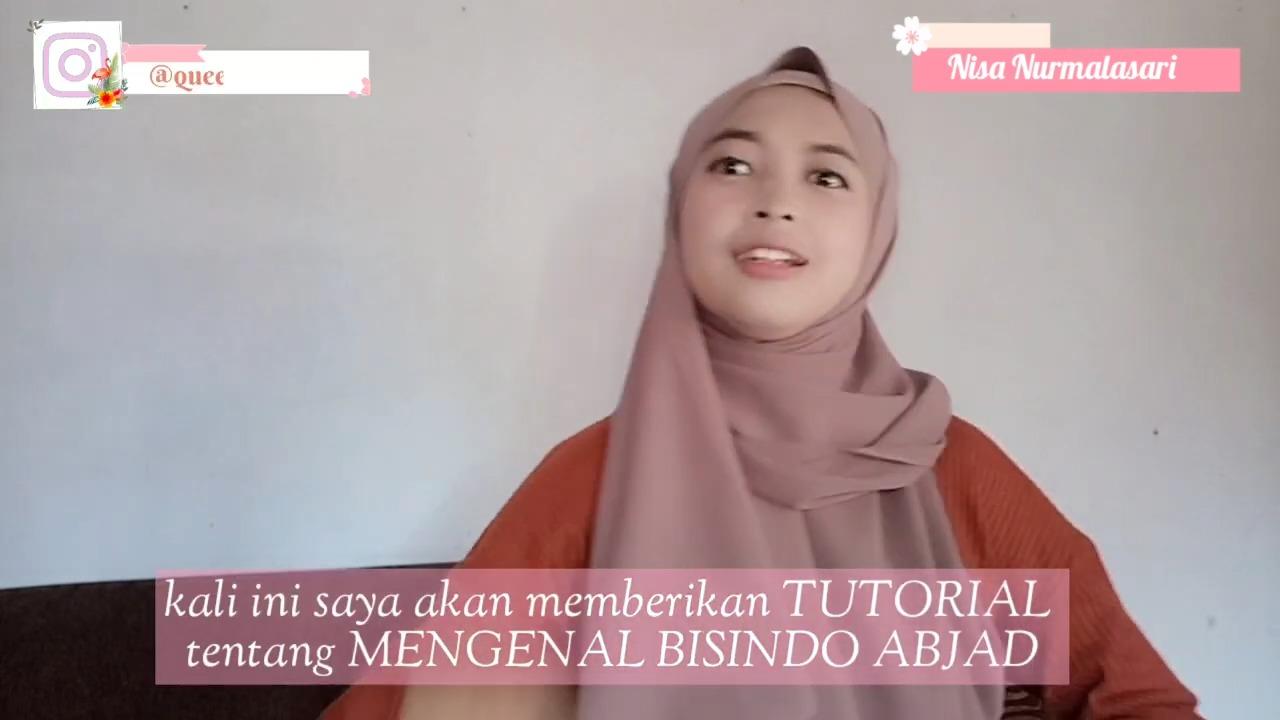 @quee
Nisa Nurmalasari
kali ini saya akan memberikan TUTORIAL
tentang MENGENAL BISINDO ABJAD